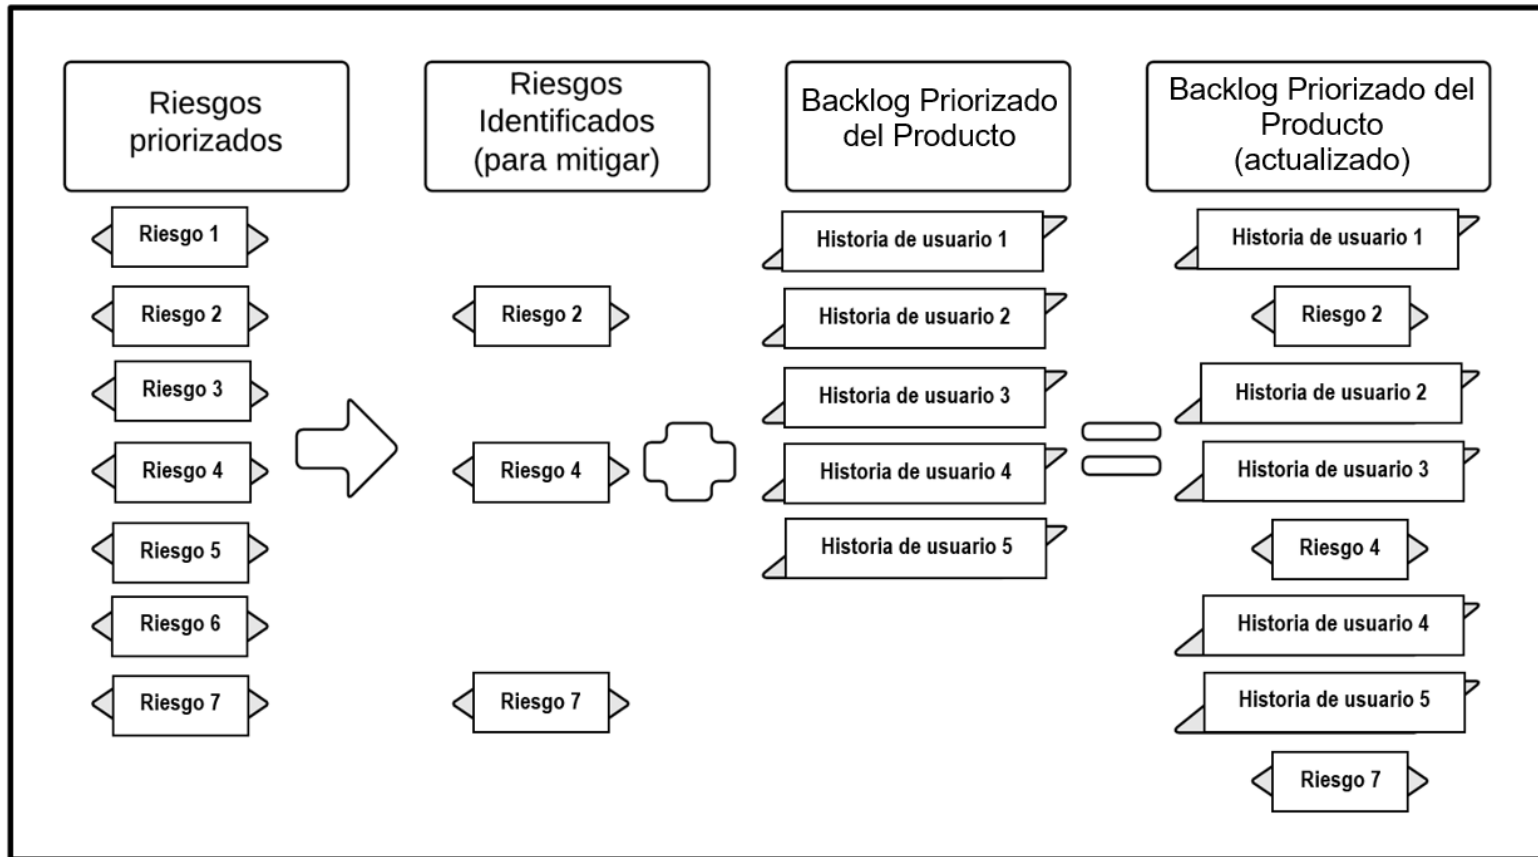 Riesgos
priorizados
Riesgo 1
Riesgo 2
Riesgo 3
Riesgo 4
Riesgo 5
Riesgo 6
Riesgo 7
Riesgos
Identificados
(para mitigar)
Riesgo 2
Riesgo 4
Riesgo 7
Backlog Priorizado
del Producto
Historia de usuario 1
Historia de usuario 2
Historia de usuario 3
Historia de usuario 4
Historia de usuario 5
Backlog Priorizado del
Producto
(actualizado)
Historia de usuario 1
Riesgo 2
Historia de usuario 2
Historia de usuario 3
Riesgo 4
Historia de usuario 4
Historia de usuario 5
Riesgo 7